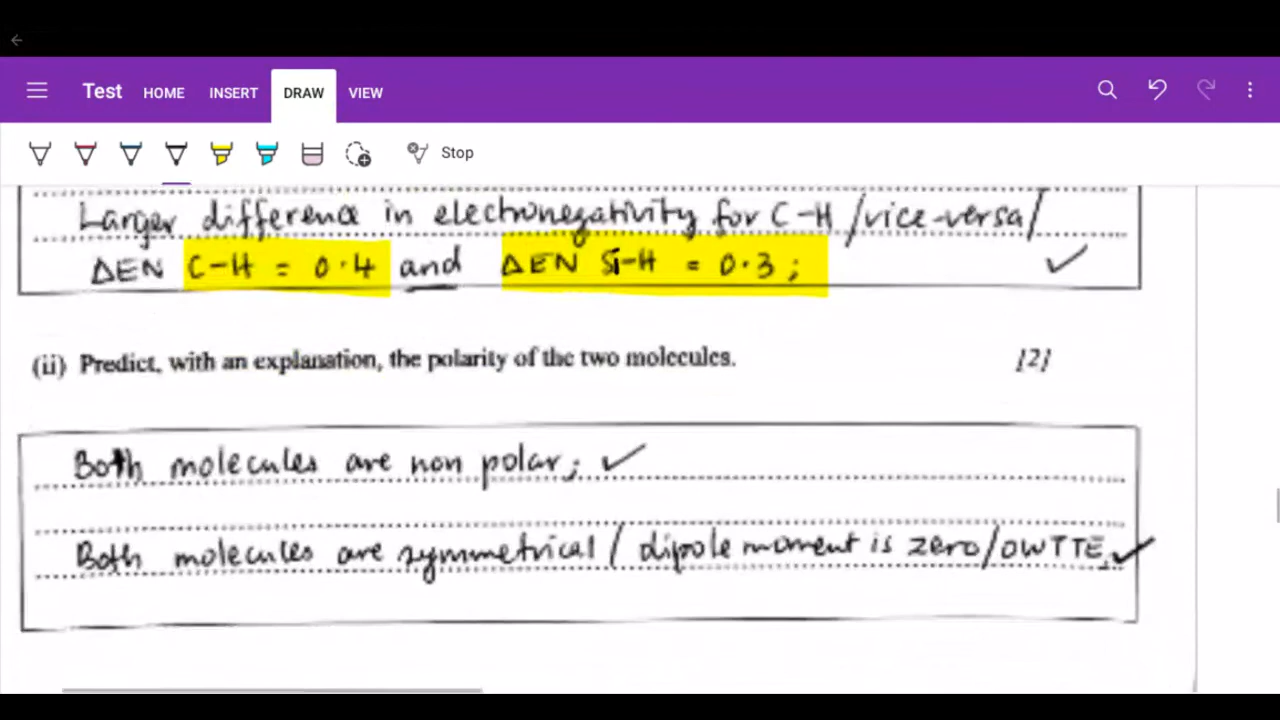 Test HOME INSERT DRAW VIEW
Stop
Larger difference in electronegativity for C-H /vice-versa/
ΔEN C-H = 0.4 and ΔEN Si-H = 0.3;
(ii) Predict, with an explanation, the polarity of the two molecules. [2]
Both molecules are non polar; ✓
Both molecules are symmetrical / dipole moment is zero/OWTTE. ✓